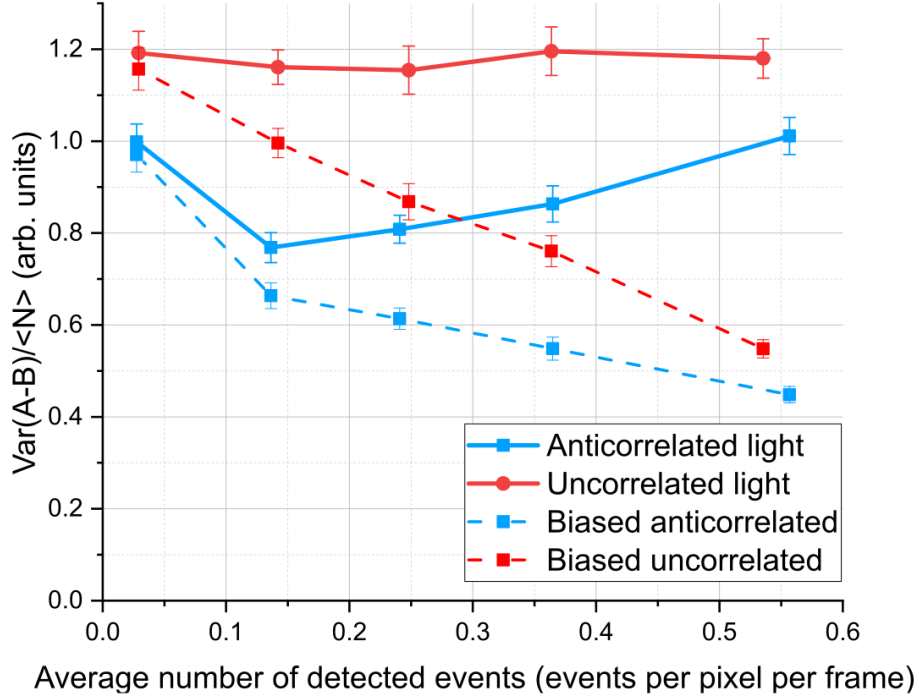 Var(A-B)/<N> (arb. units)
1.2
1.0
0.8
0.6
0.4
0.2
0.0
Anticorrelated light
Uncorrelated light
Biased anticorrelated
Biased uncorrelated
0.0 0.1 0.2 0.3 0.4 0.5 0.6
Average number of detected events (events per pixel per frame)